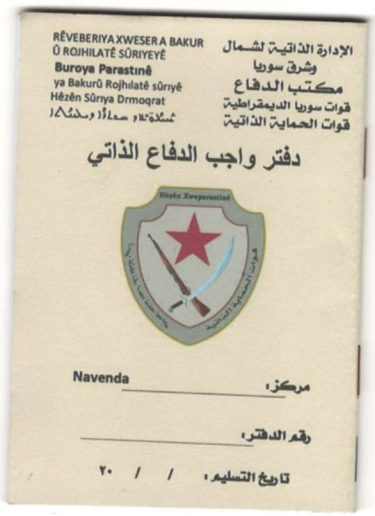 RÊVEBERIYA XWESER A BAKUR
Û ROJHILATÊ SÛRIYEYÊ
Buroya Parastinê
ya Bakurû Rojhilatê sûriyê
Hêzên Sûriya Drmoqrat
الإدارة الذاتية لشمال
وشرق سوريا
مكتب الدفاع
قوات سوريا الديمقراطية
قوات الحماية الذاتية
دفتر واجب الدفاع الذاتي
Hêzên Xweparastinê
قوات الحماية الذاتية
Navenda مركز:
رقم الدفتر:
تاريخ التسليم: / / ٢٠